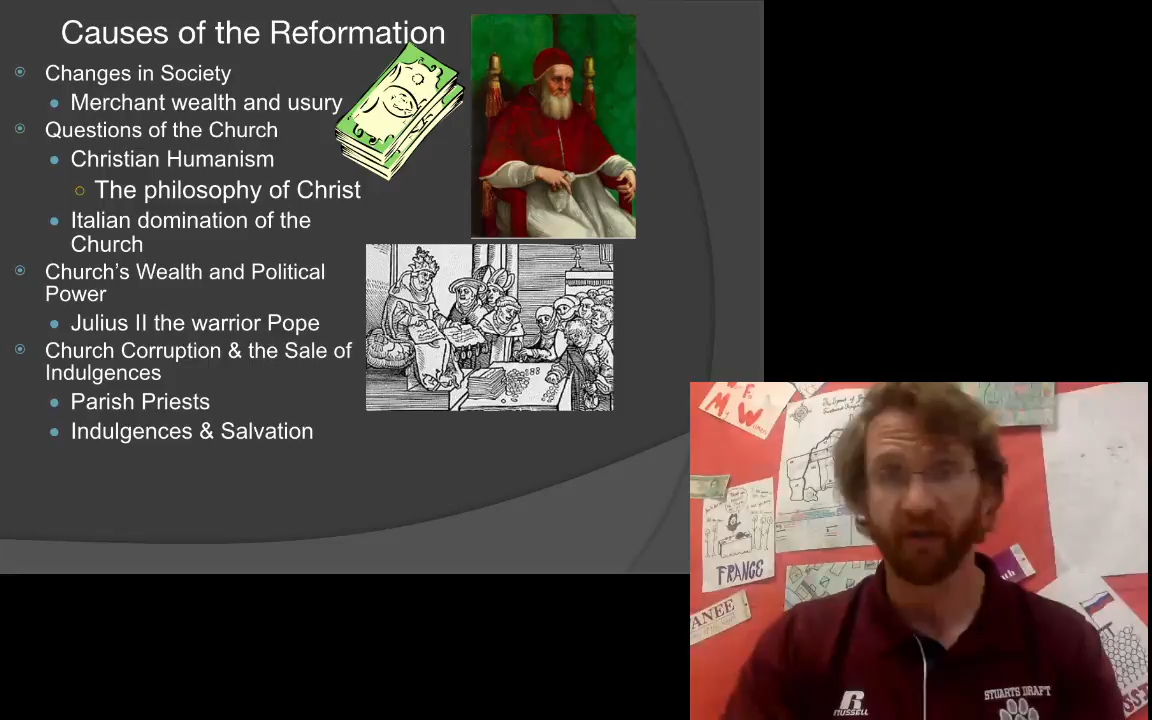 Causes of the Reformation
Changes in Society
Merchant wealth and usury
Questions of the Church
Christian Humanism
The philosophy of Christ
Italian domination of the
Church
Church's Wealth and Political
Power
Julius II the warrior Pope
Church Corruption & the Sale of
Indulgences
Parish Priests
Indulgences & Salvation
FRANCE
ANEE
R
RUSSELL
STUARTS DRAFT